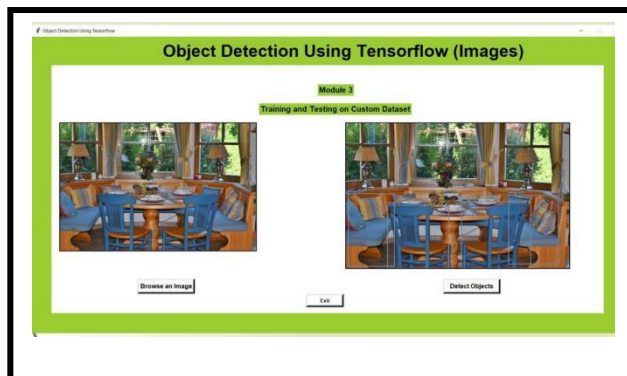 Object Detection Using Tensorflow
Object Detection Using Tensorflow (Images)
Module 3
Training and Testing on Custom Dataset
Browse an Image
Detect Objects
Exit